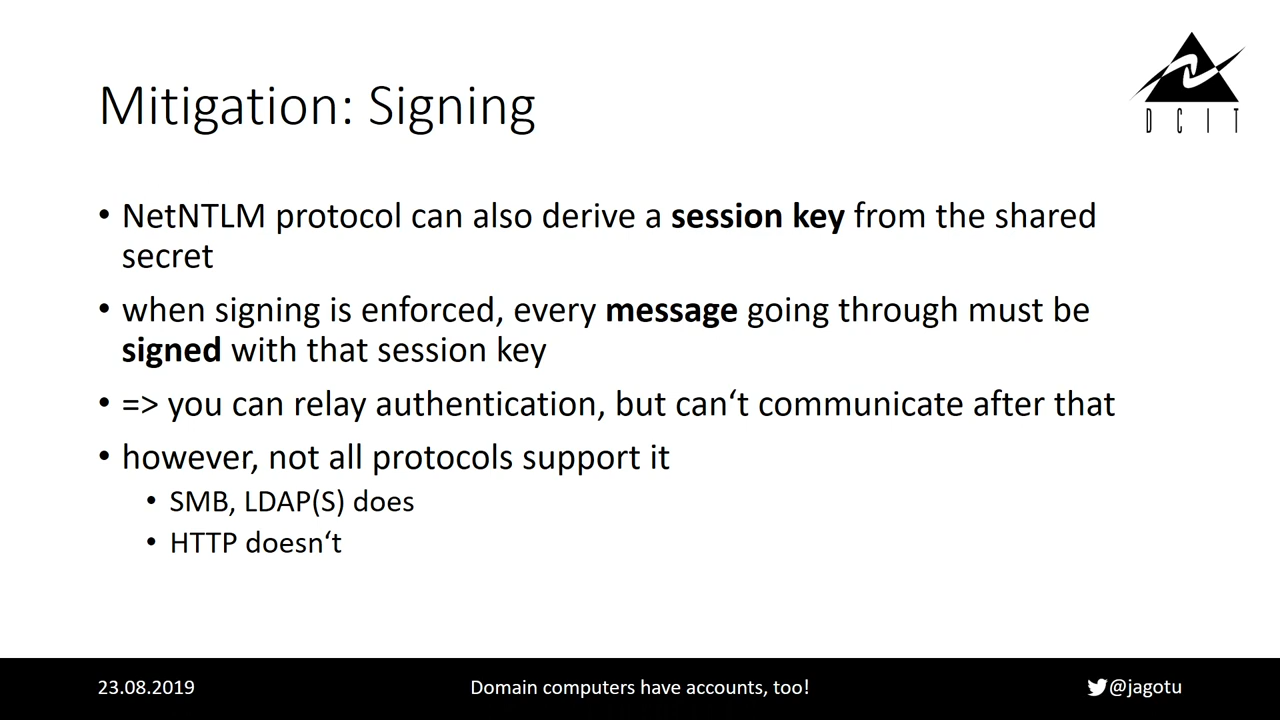 Mitigation: Signing
DCIT
• NetNTLM protocol can also derive a session key from the shared
secret
• when signing is enforced, every message going through must be
signed with that session key
• => you can relay authentication, but can‘t communicate after that
• however, not all protocols support it
• SMB, LDAP(S) does
• HTTP doesn‘t
23.08.2019
Domain computers have accounts, too!
@jagotu